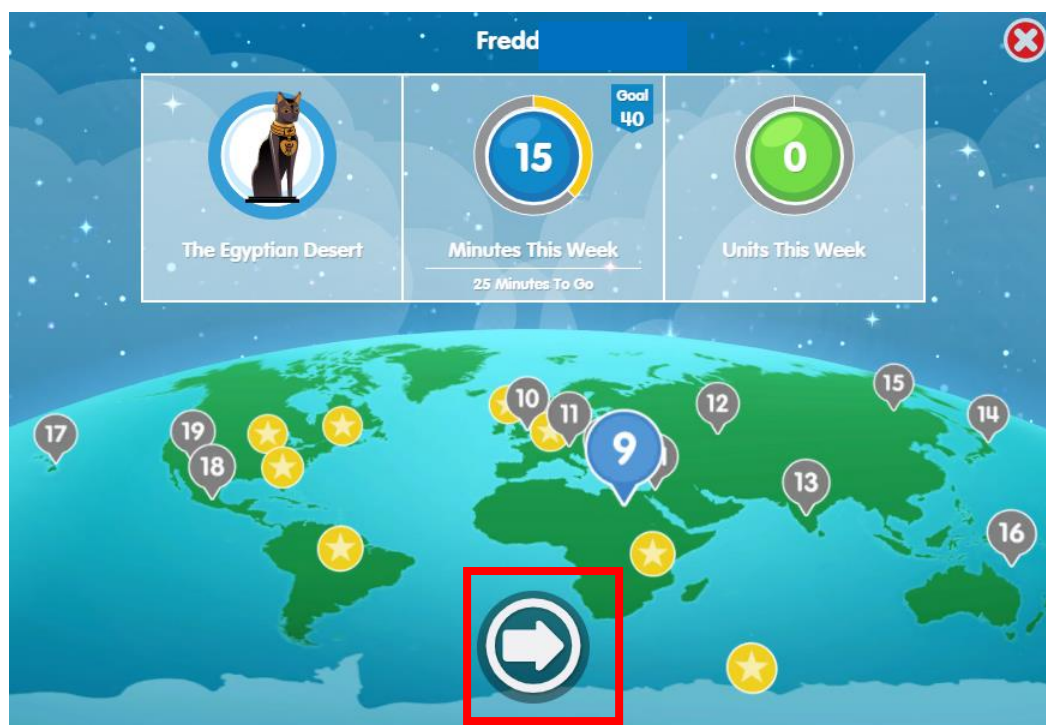 Fredd
Goal
40
15
0
The Egyptian Desert
Minutes This Week
Units This Week
25 Minutes To Go
10
11
12
15
14
17
19
18
9
13
16